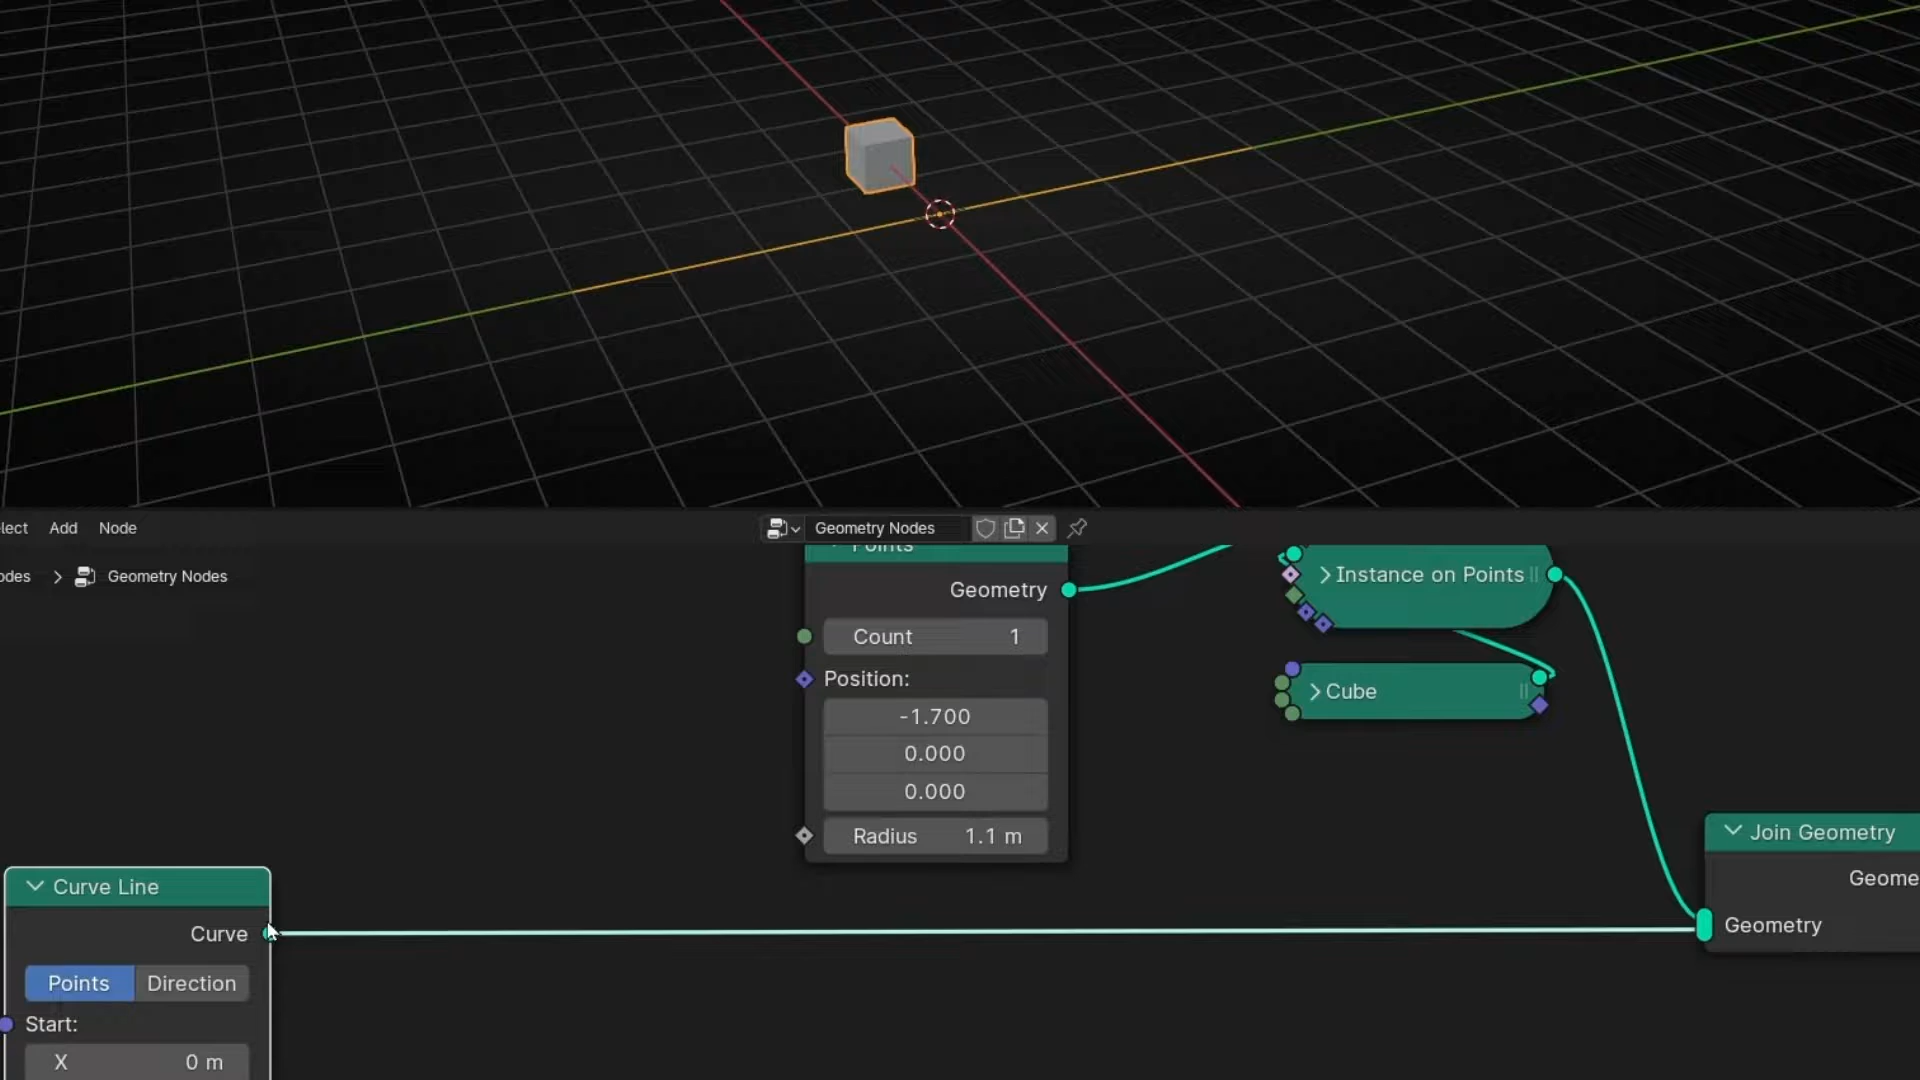 lect Add Node
Geometry Nodes
odes > Geometry Nodes
Points
Geometry
Count 1
Position:
-1.700
0.000
0.000
Radius 1.1 m
Instance on Points
Cube
Join Geometry
Geome
Geometry
Curve Line
Curve
Points Direction
Start:
X 0 m